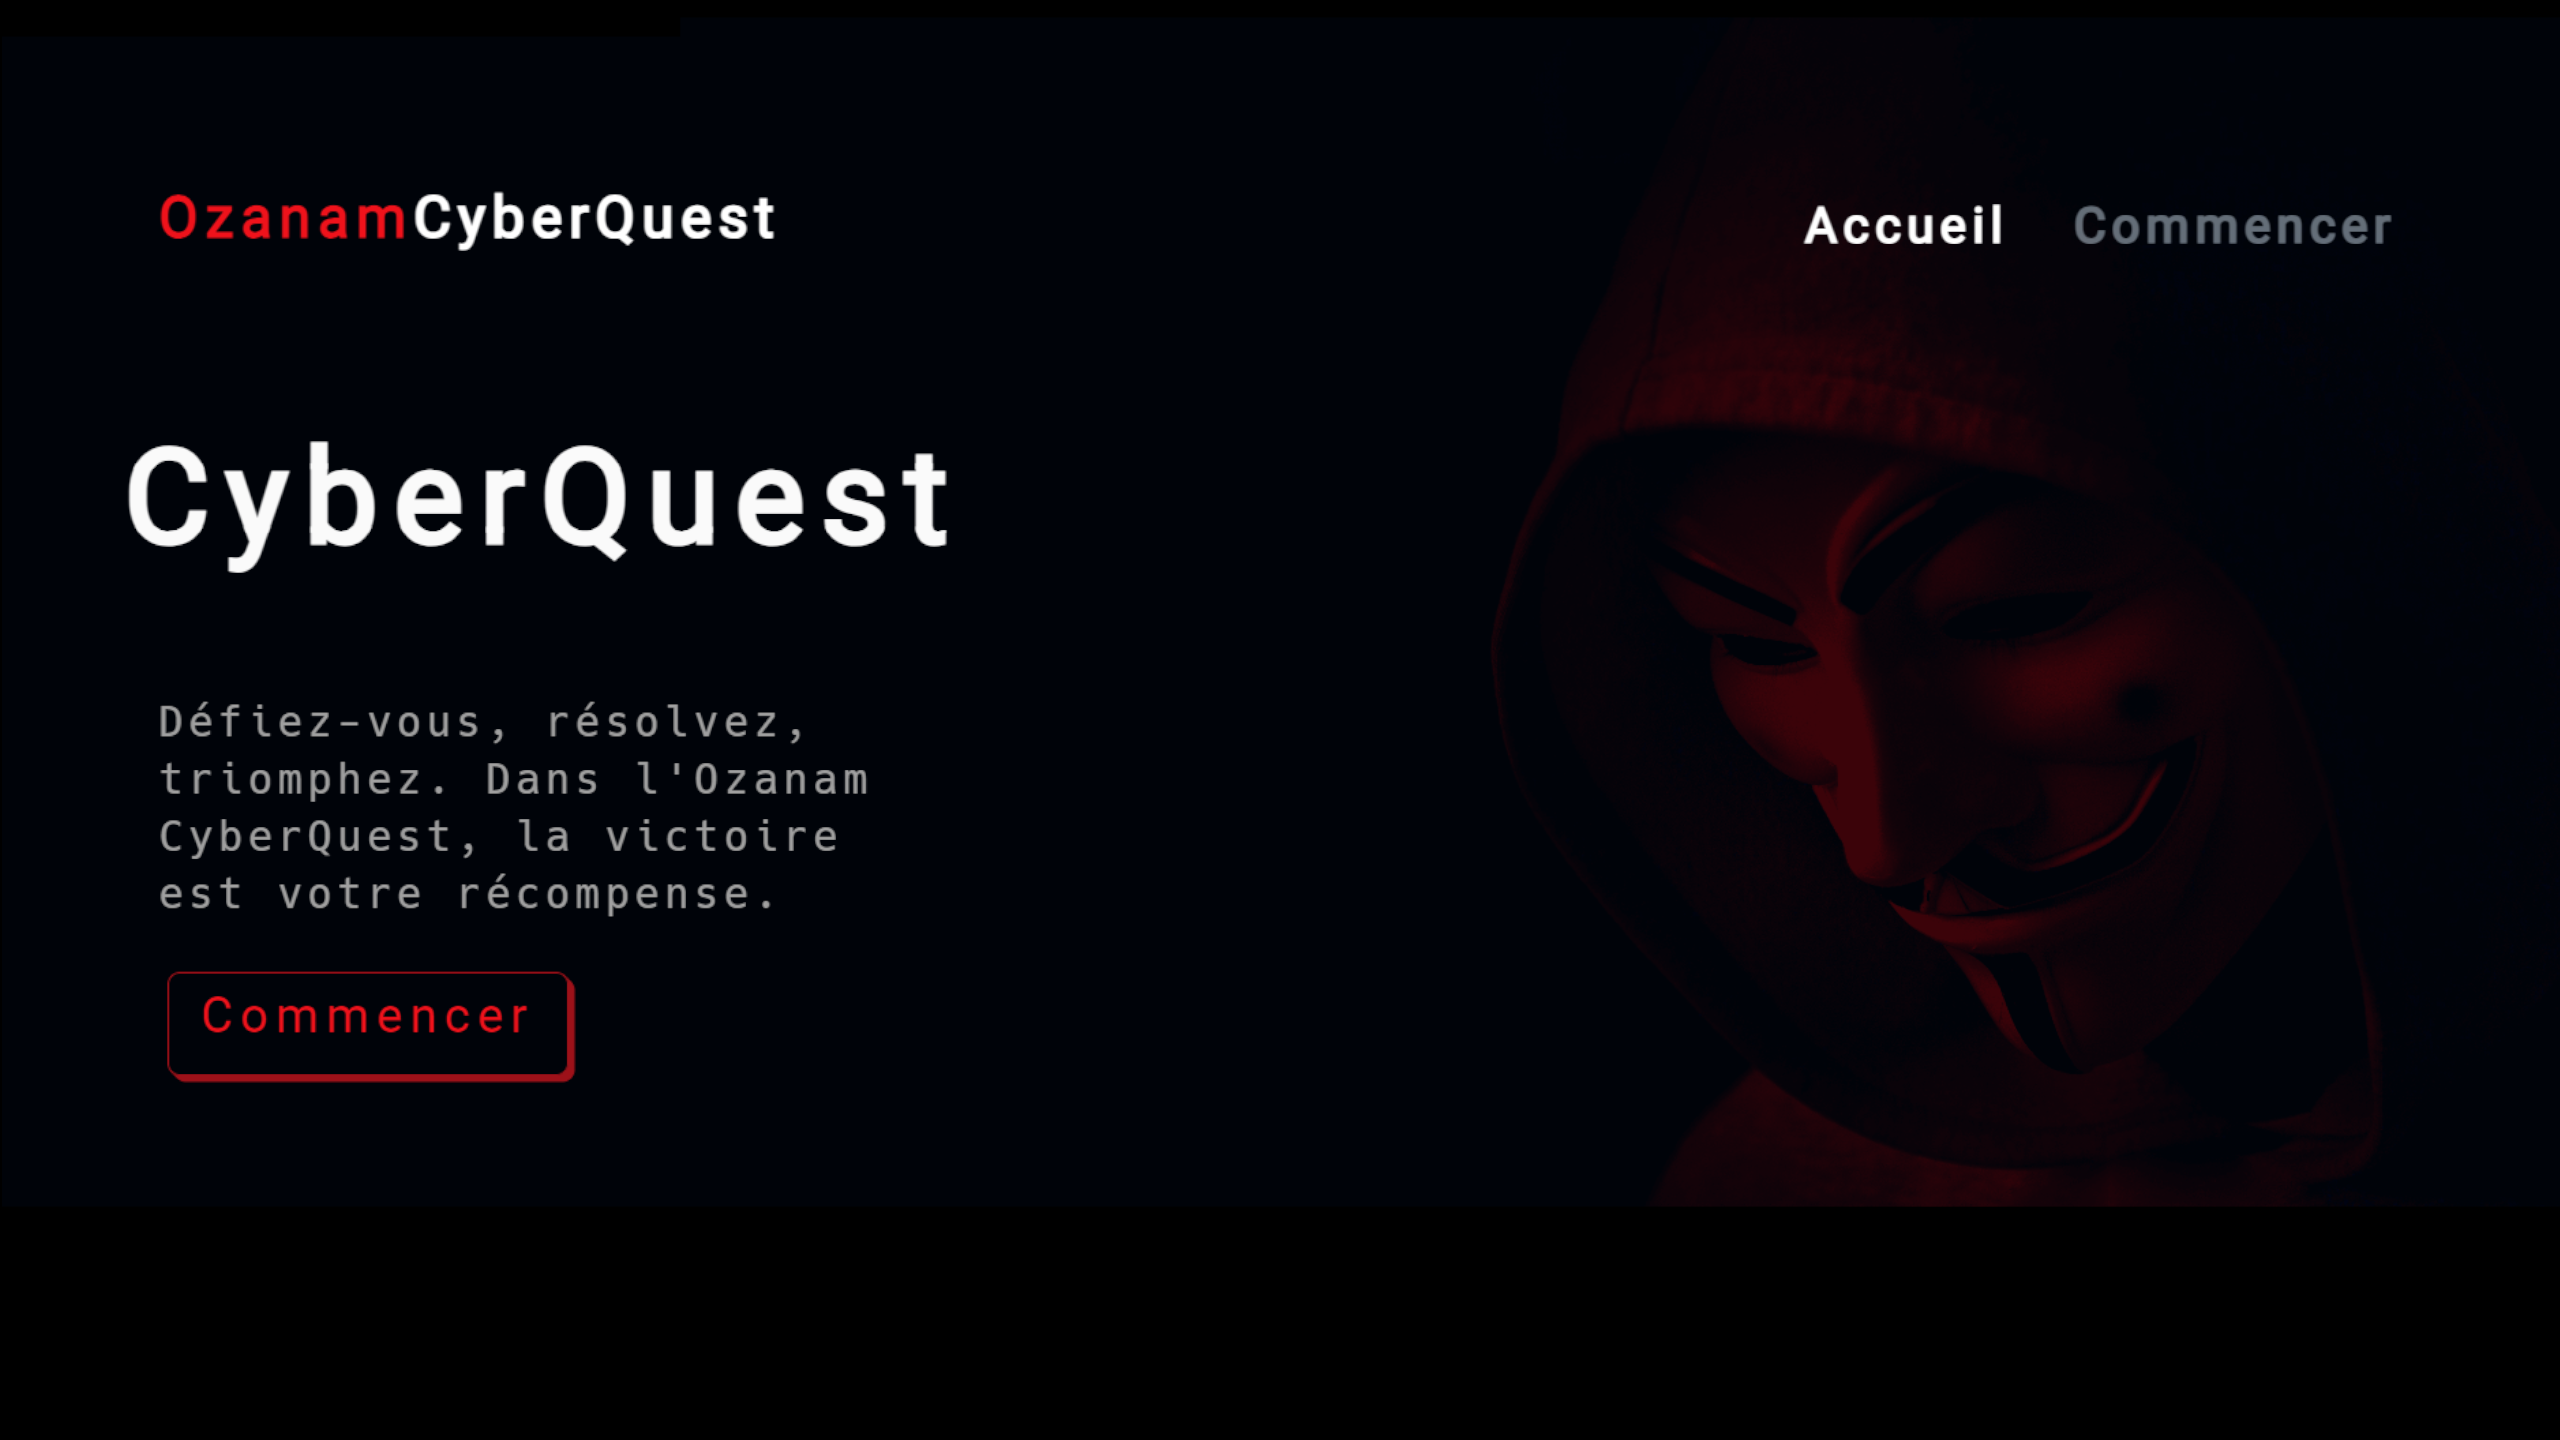 OzanamCyberQuest
Accueil Commencer
CyberQuest
Défiez-vous, résolvez,
triomphez. Dans l'Ozanam
CyberQuest, la victoire
est votre récompense.
Commencer